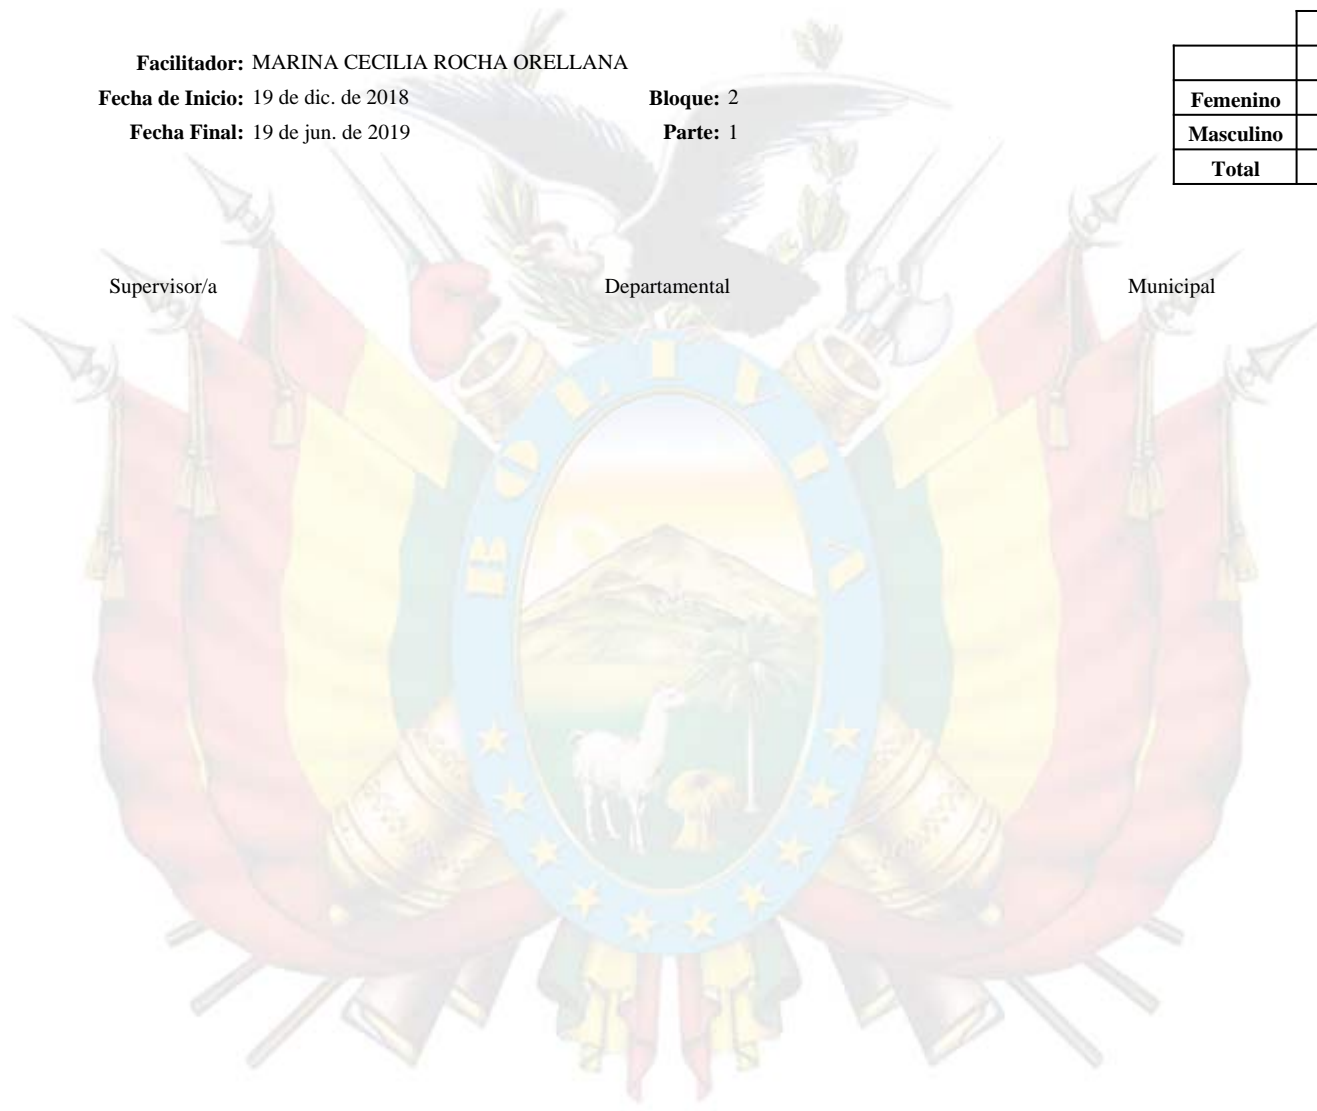 Facilitador: MARINA CECILIA ROCHA ORELLANA
Fecha de Inicio: 19 de dic. de 2018 Bloque: 2
Fecha Final: 19 de jun. de 2019 Parte: 1
Femenino
Masculino
Total
Supervisor/a Departamental Municipal
BOLIVIA